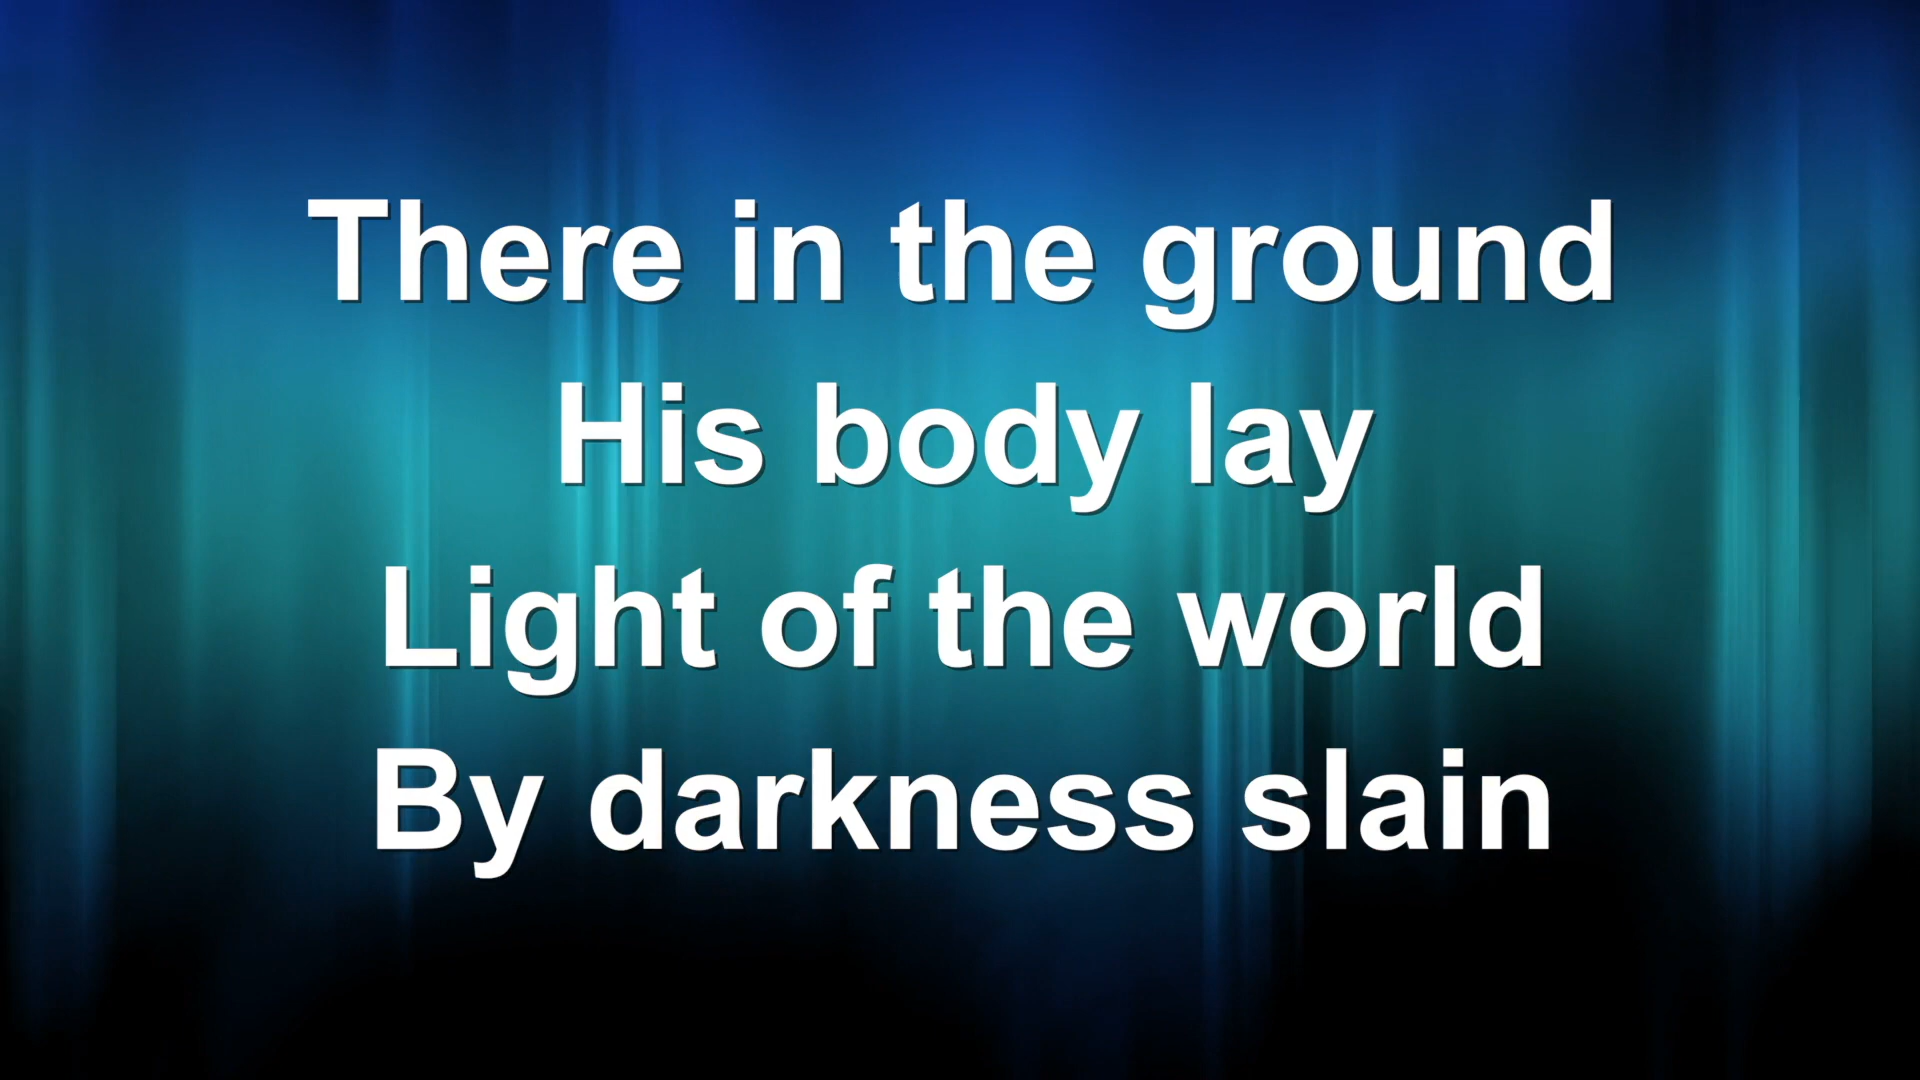 There in the ground
His body lay
Light of the world
By darkness slain